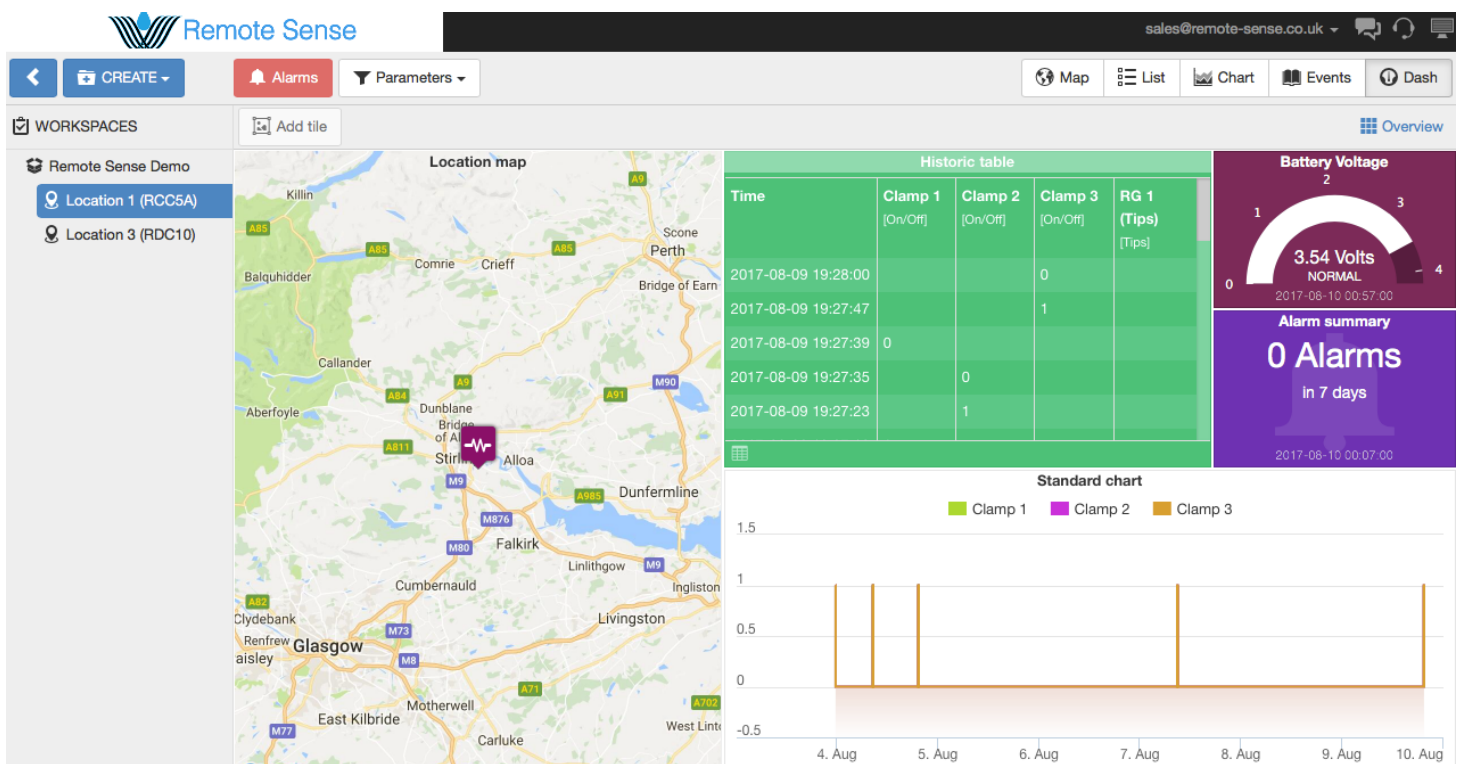 Remote Sense
sales@remote-sense.co.uk
CREATE
Alarms
Parameters
Map
List
Chart
Events
Dash
WORKSPACES
Add tile
Overview
Remote Sense Demo
Location 1 (RCC5A)
Location 3 (RDC10)
Location map
A9
Killin
A85
Scone
A85
A85
Perth
Comrie
Crieff
Balquhidder
Bridge of Earn
Callander
A9
M90
A84
A91
Aberfoyle
Dunblane
Bridge
of Al
A811
Stirl
Alloa
M9
A985
Dunfermline
M876
M80
Falkirk
Linlithgow
M9
Cumbernauld
Ingliston
A82
Clydebank
Livingston
M73
Renfrew
Glasgow
aisley
M8
A71
Motherwell
A702
East Kilbride
West Linto
M77
Carluke
Historic table
Time Clamp 1 Clamp 2 Clamp 3 RG 1
[On/Off] [On/Off] [On/Off] (Tips)
[Tips]
2017-08-09 19:28:00 0
2017-08-09 19:27:47 1
2017-08-09 19:27:39 0
2017-08-09 19:27:35 0
2017-08-09 19:27:23 1
Battery Voltage
2
1 3
3.54 Volts
0 NORMAL 4
2017-08-10 00:57:00
Alarm summary
0 Alarms
in 7 days
2017-08-10 00:07:00
Standard chart
Clamp 1 Clamp 2 Clamp 3
1.5
1
0.5
0
-0.5
4. Aug 5. Aug 6. Aug 7. Aug 8. Aug 9. Aug 10. Aug